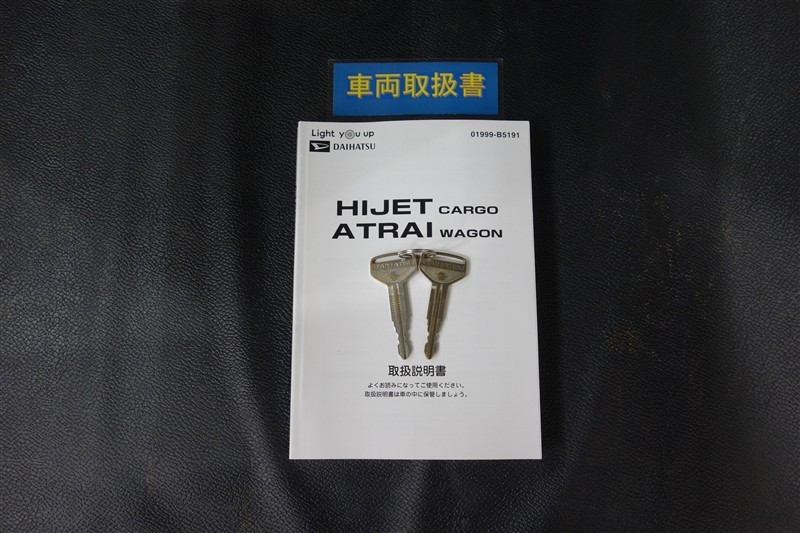 車両取扱書
Light you up
01999-B5191
DAIHATSU
HIJET CARGO
ATRAI WAGON
取扱説明書
よくお読みになってご使用ください。
取扱説明書は車の中に保管しましょう。